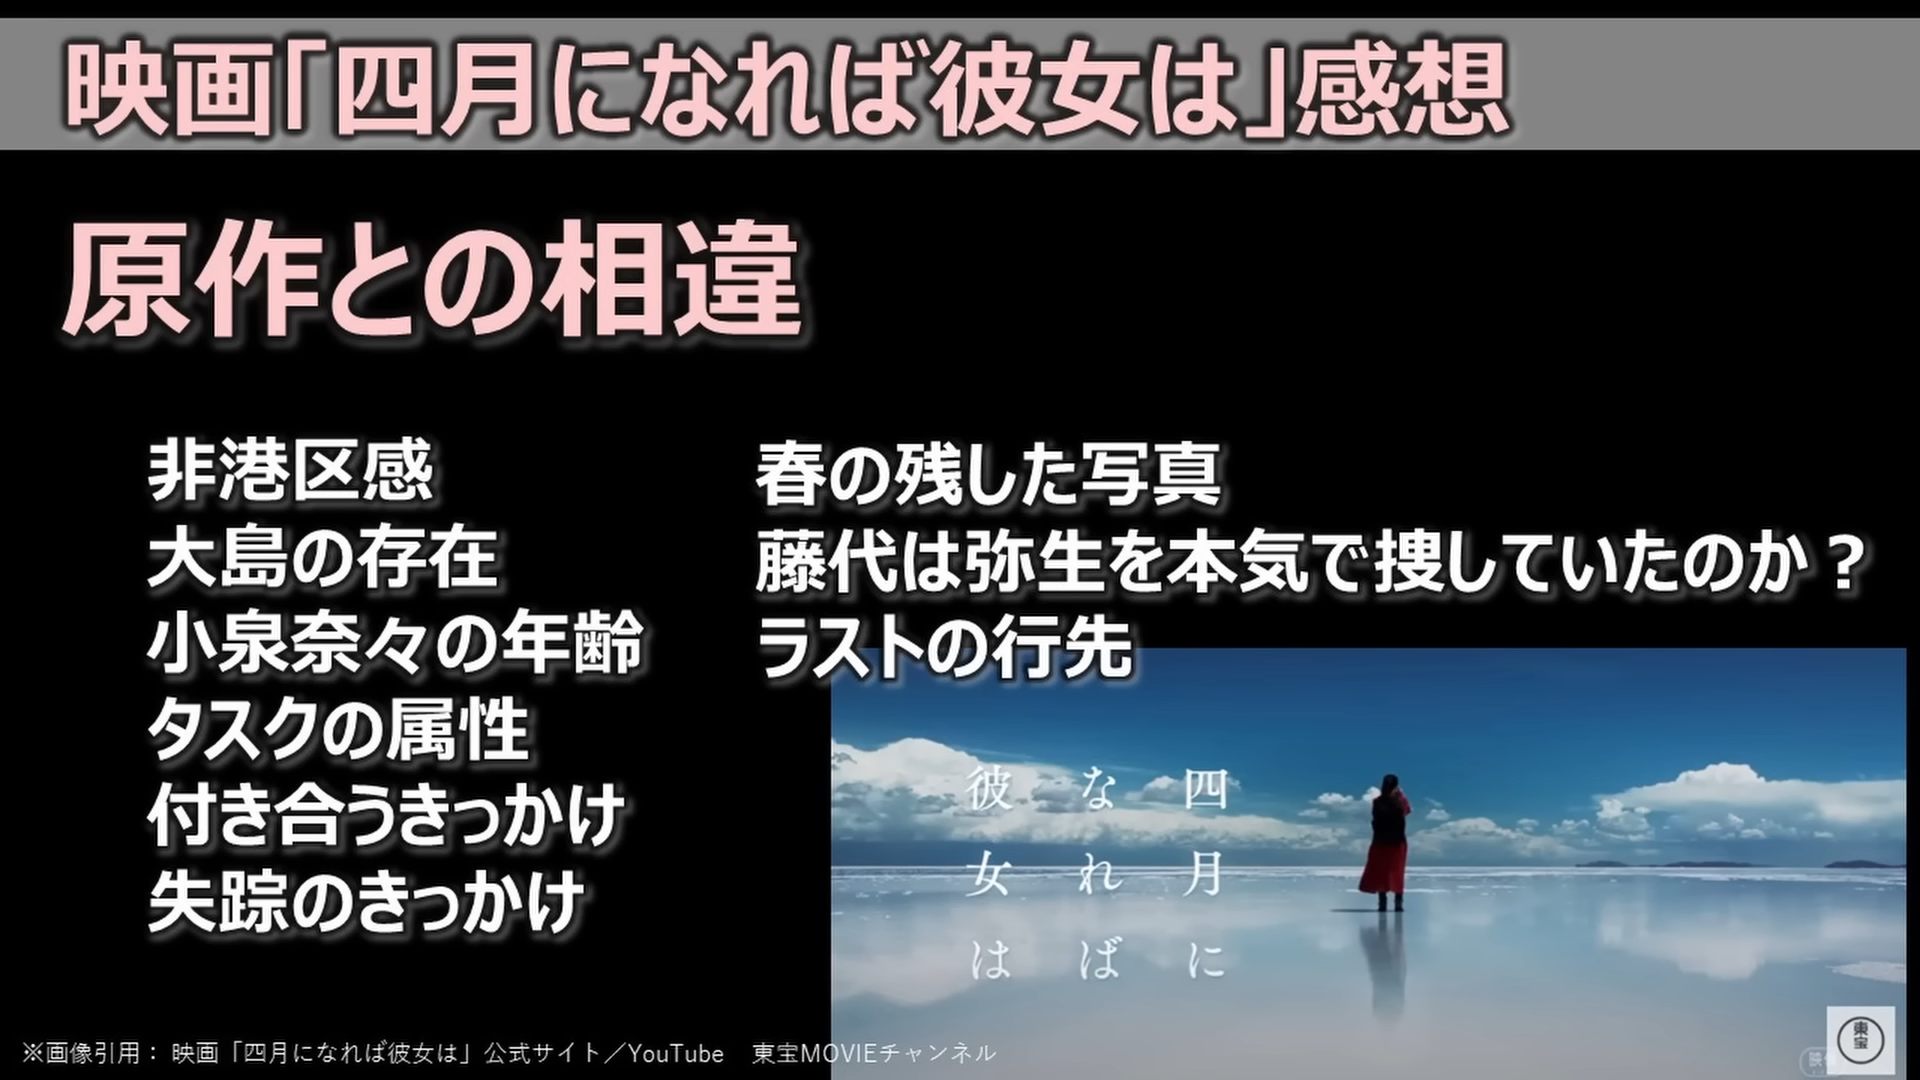 映画「四月になれば彼女は」感想
原作との相違
非港区感
大島の存在
小泉奈々の年齢
タスクの属性
付き合うきっかけ
失踪のきっかけ
春の残した写真
藤代は弥生を本気で捜していたのか？
ラストの行先
四月に
なれば
彼女は
東宝
※画像引用： 映画「四月になれば彼女は」公式サイト／YouTube　東宝MOVIEチャンネル